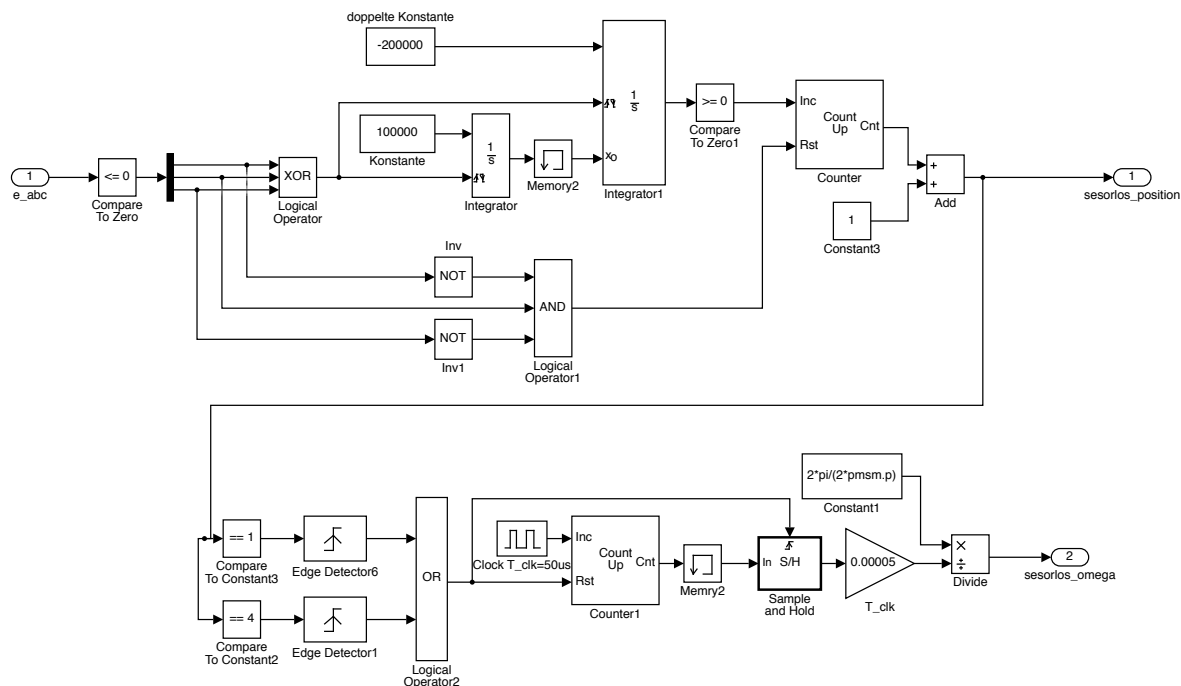 doppelte Konstante
-200000
1
e_abc
<= 0
Compare
To Zero
XOR
Logical
Operator
100000
Konstante
1
s
Integrator
Memory2
1
s
xo
Integrator1
>= 0
Compare
To Zero1
Inc
Rst
Count
Up
Cnt
Counter
1
Constant3
+
+
Add
1
sesorlos_position
Inv
NOT
NOT
Inv1
AND
Logical
Operator1
== 1
Compare
To Constant3
Edge Detector6
== 4
Compare
To Constant2
Edge Detector1
OR
Logical
Operator2
Clock T_clk=50us
Inc
Rst
Count
Up
Cnt
Counter1
Memry2
In
S/H
Sample
and Hold
0.00005
T_clk
2*pi/(2*pmsm.p)
Constant1
×
÷
Divide
2
sesorlos_omega